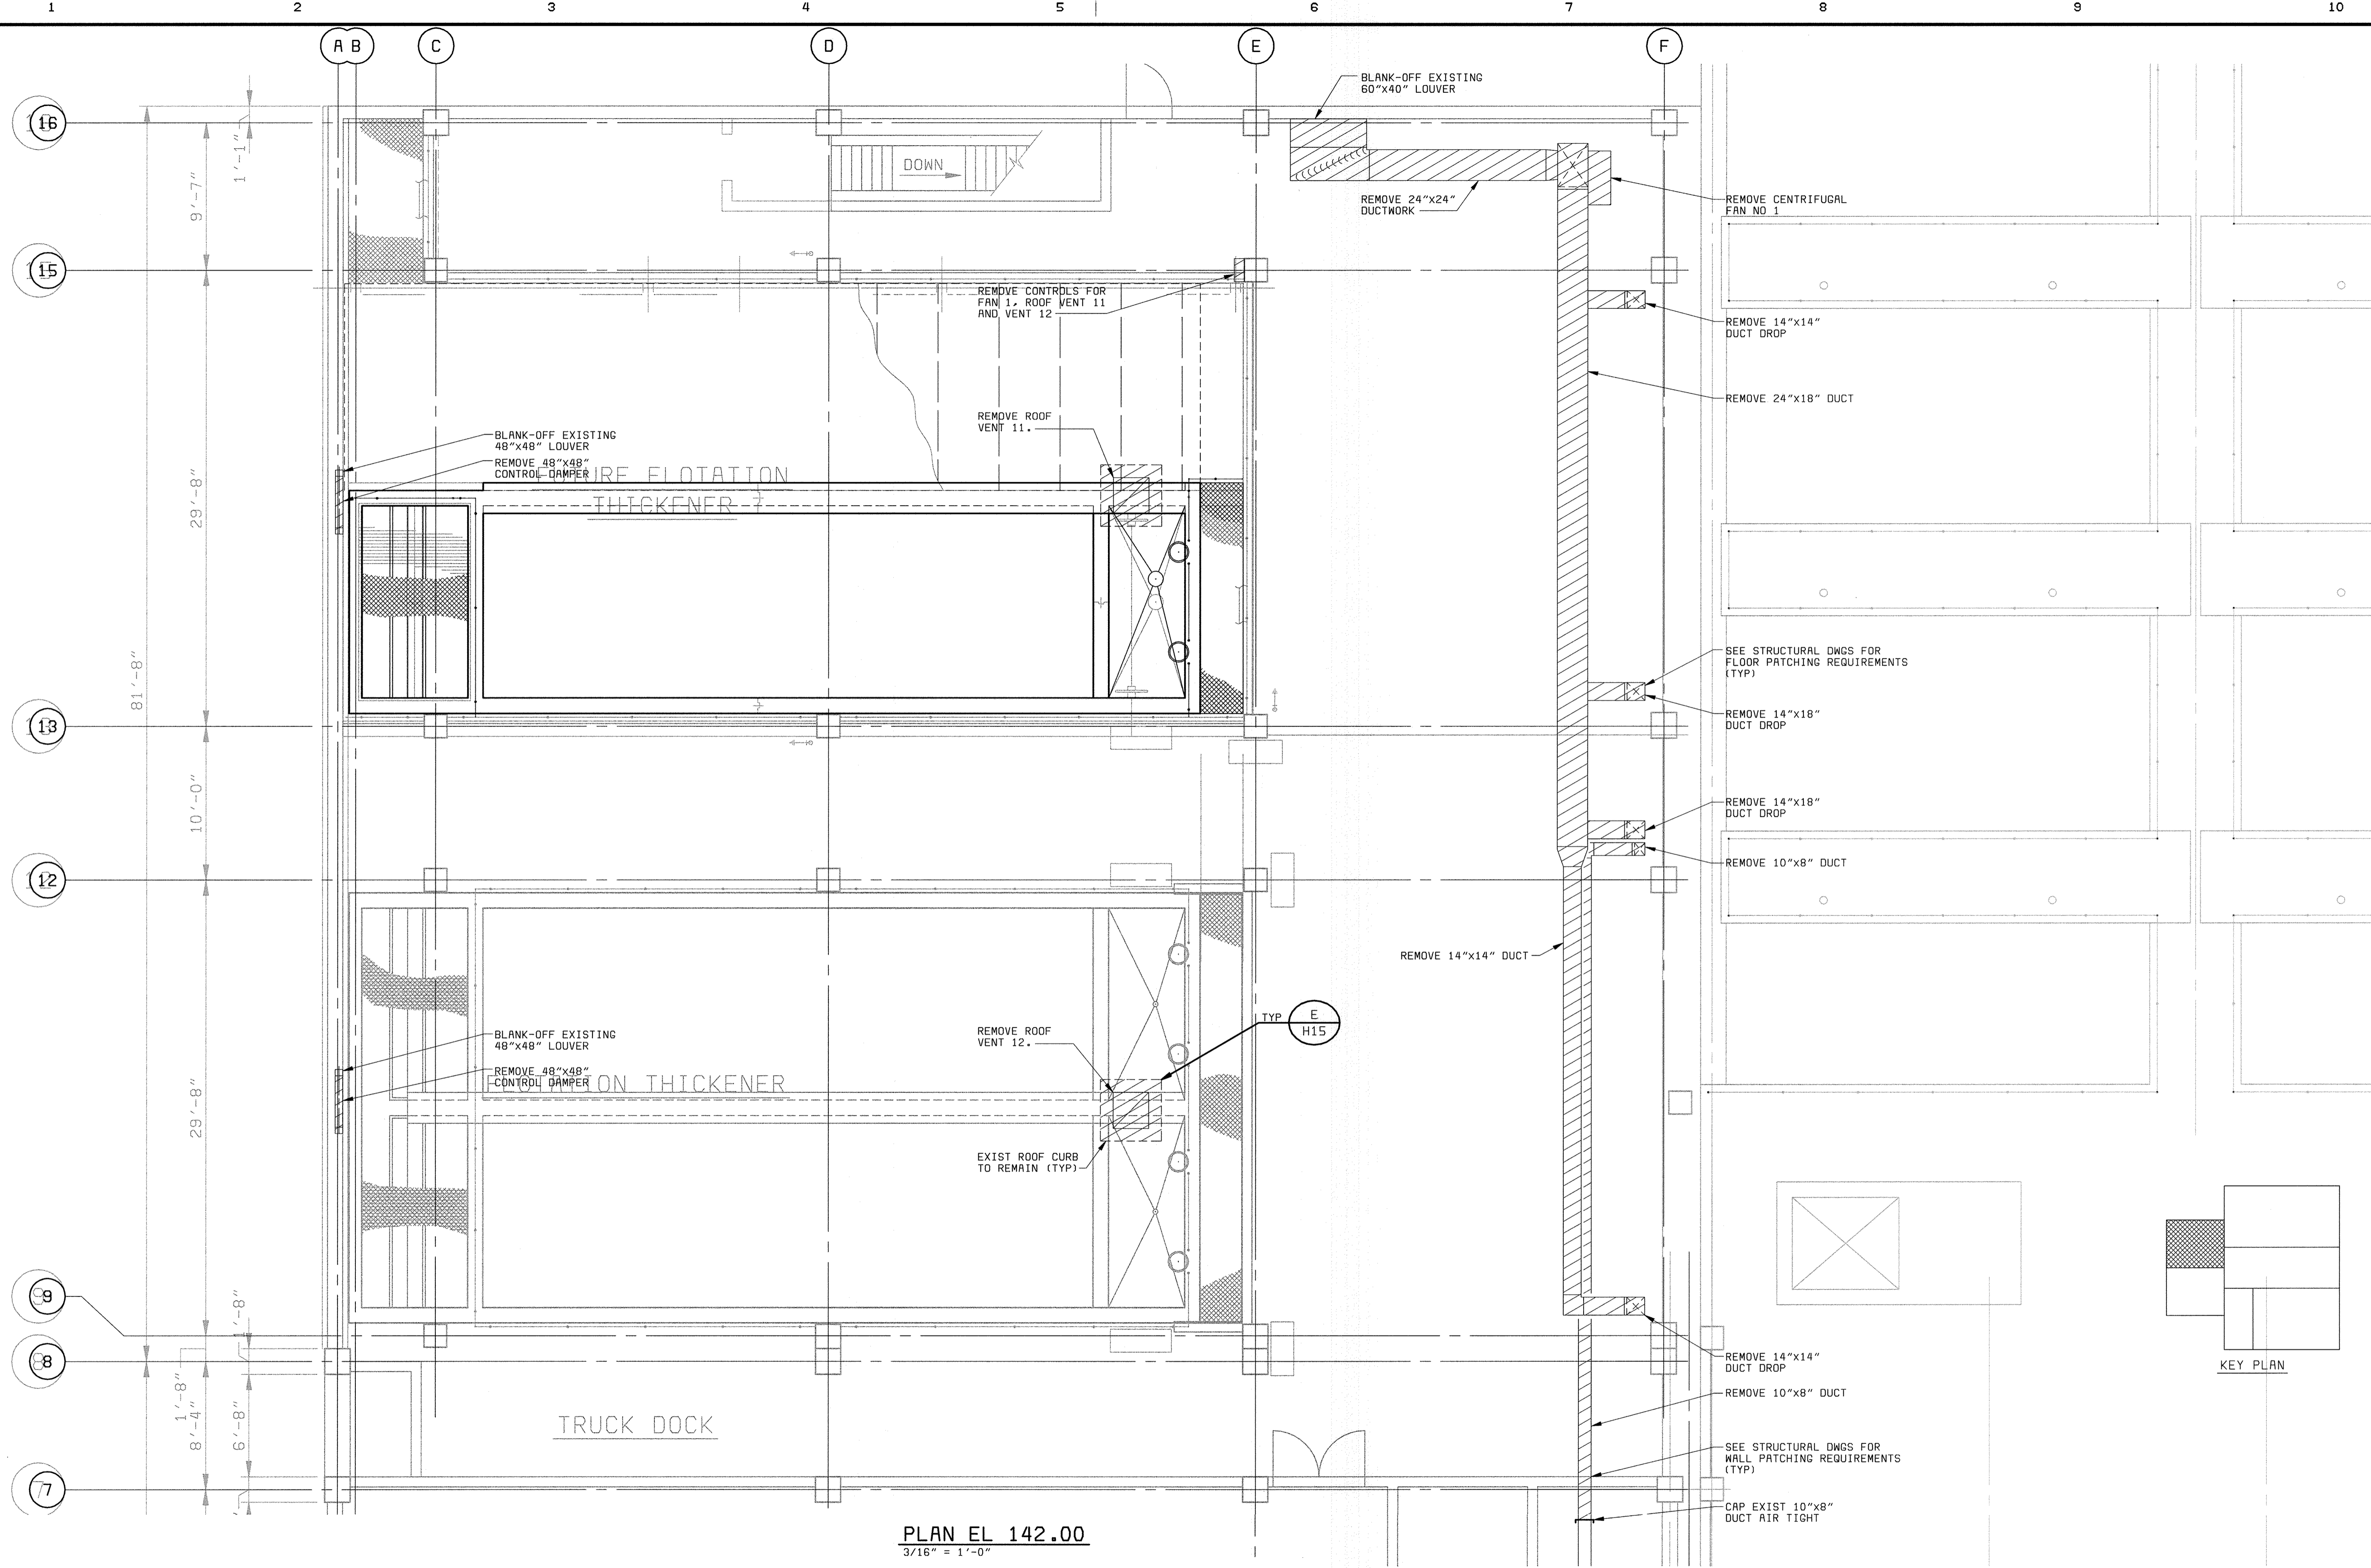 1 2 3 4 5 6 7 8 9 10
A B C D E F
BLANK-OFF EXISTING
60"x40" LOUVER
16
1'-1"
9'-7"
DOWN
REMOVE 24"x24"
DUCTWORK
REMOVE CENTRIFUGAL
FAN NO 1
15
REMOVE CONTROLS FOR
FAN 1, ROOF VENT 11
AND VENT 12
REMOVE 14"x14"
DUCT DROP
REMOVE 24"x18" DUCT
REMOVE ROOF
VENT 11.
BLANK-OFF EXISTING
48"x48" LOUVER
REMOVE 48"x48"
CONTROL DAMPER
FUTURE FLOTATION
THICKENER
29'-8"
81'-8"
SEE STRUCTURAL DWGS FOR
FLOOR PATCHING REQUIREMENTS
(TYP)
REMOVE 14"x18"
DUCT DROP
13
10'-0"
REMOVE 14"x18"
DUCT DROP
REMOVE 10"x8" DUCT
12
REMOVE 14"x14" DUCT
TYP
E
H15
REMOVE ROOF
VENT 12.
BLANK-OFF EXISTING
48"x48" LOUVER
REMOVE 48"x48"
CONTROL DAMPER
FLOTATION THICKENER
29'-8"
EXIST ROOF CURB
TO REMAIN (TYP)
9
1'-8"
8
REMOVE 14"x14"
DUCT DROP
KEY PLAN
REMOVE 10"x8" DUCT
1'-8"
8'-4"
6'-8"
TRUCK DOCK
SEE STRUCTURAL DWGS FOR
WALL PATCHING REQUIREMENTS
(TYP)
7
CAP EXIST 10"x8"
DUCT AIR TIGHT
PLAN EL 142.00
3/16" = 1'-0"